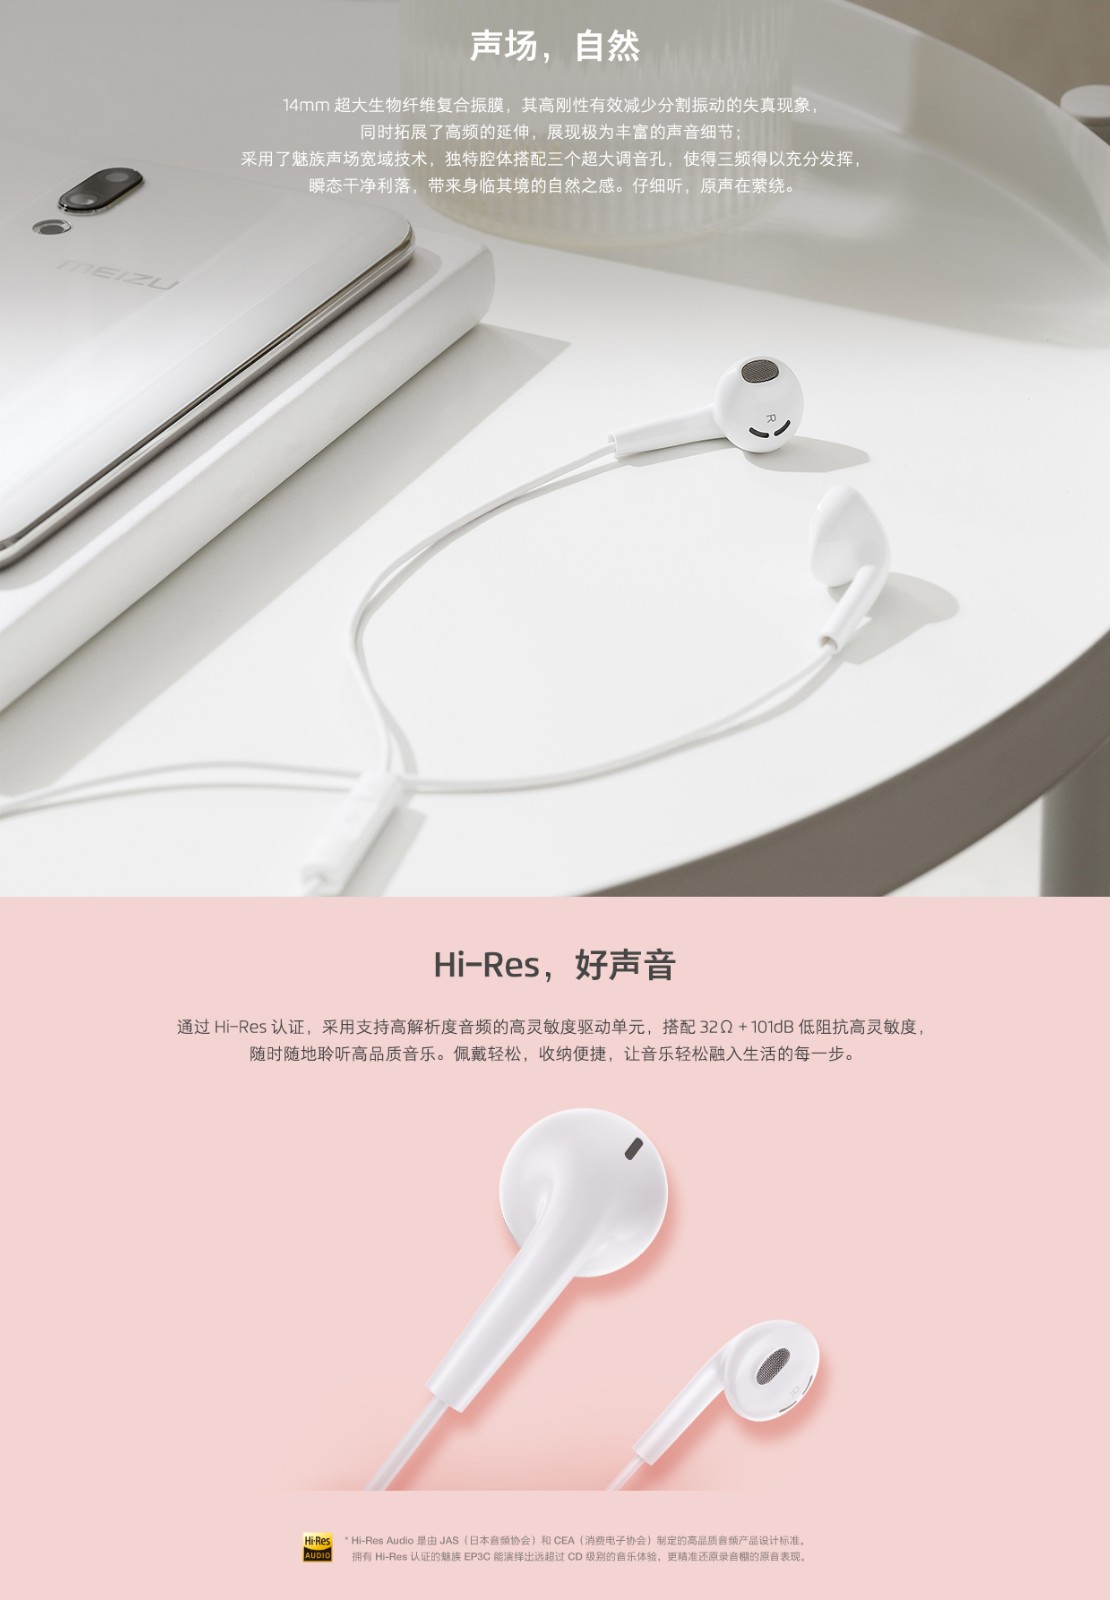 声场，自然
14mm 超大生物纤维复合振膜，其高刚性有效减少分割振动的失真现象，
同时拓展了高频的延伸，展现极为丰富的声音细节；
采用了魅族声场宽域技术，独特腔体搭配三个超大调音孔，使得三频得以充分发挥，
瞬态干净利落，带来身临其境的自然之感。仔细听，原声在萦绕。
MEIZU
R
Hi-Res，好声音
通过 Hi-Res 认证，采用支持高解析度音频的高灵敏度驱动单元，搭配 32Ω + 101dB 低阻抗高灵敏度，
随时随地聆听高品质音乐。佩戴轻松，收纳便捷，让音乐轻松融入生活的每一步。
Hi-Res
AUDIO
* Hi-Res Audio 是由 JAS（日本音频协会）和 CEA（消费电子协会）制定的高品质音频产品设计标准。
拥有 Hi-Res 认证的魅族 EP3C 能演绎出远超过 CD 级别的音乐体验，更精准还原录音棚的原音表现。